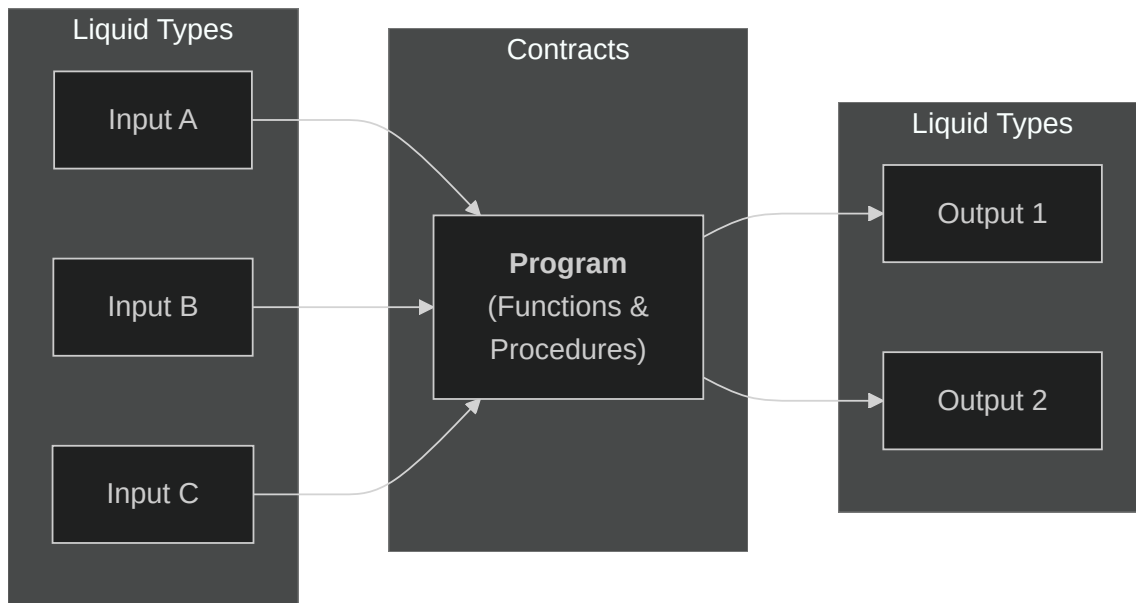 Liquid Types
Input A
Input B
Input C
Contracts
Program
(Functions &
Procedures)
Liquid Types
Output 1
Output 2